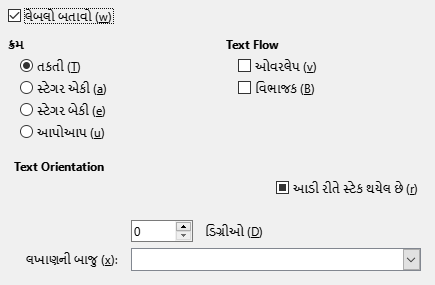 લેબલો બતાવો (w)
ક્રમ
તકતી (T)
સ્ટેગર એકી (a)
સ્ટેગર બેકી (e)
આપોઆપ (u)
Text Flow
ઓવરલેપ (v)
વિભાજક (B)
Text Orientation
આડી રીતે સ્ટેક થયેલ છે (r)
0 ડિગ્રીઓ (D)
લખાણની બાજુ (x):